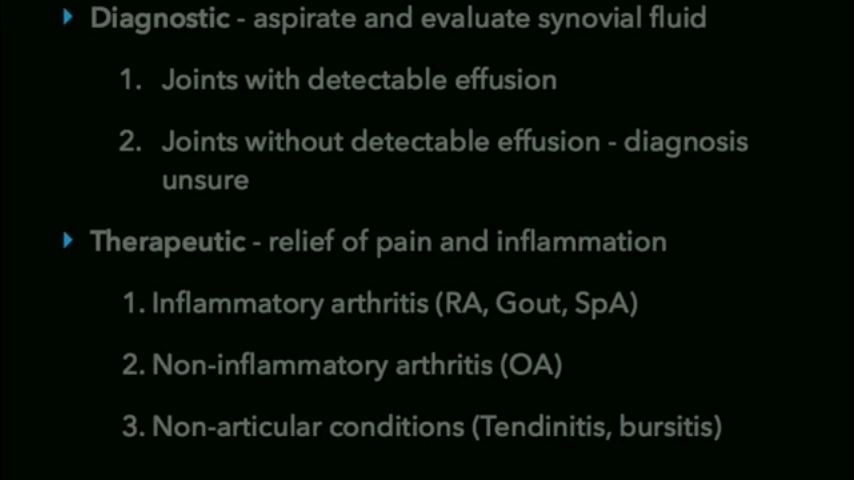 Diagnostic - aspirate and evaluate synovial fluid
1. Joints with detectable effusion
2. Joints without detectable effusion - diagnosis
unsure
Therapeutic - relief of pain and inflammation
1. Inflammatory arthritis (RA, Gout, SpA)
2. Non-inflammatory arthritis (OA)
3. Non-articular conditions (Tendinitis, bursitis)